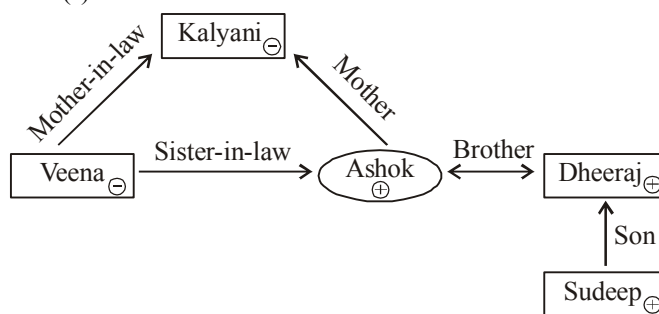 Kalyani ⊖
Mother-in-law
Mother
Veena ⊖
Sister-in-law
Ashok ⊕
Brother
Dheeraj ⊕
Son
Sudeep ⊕